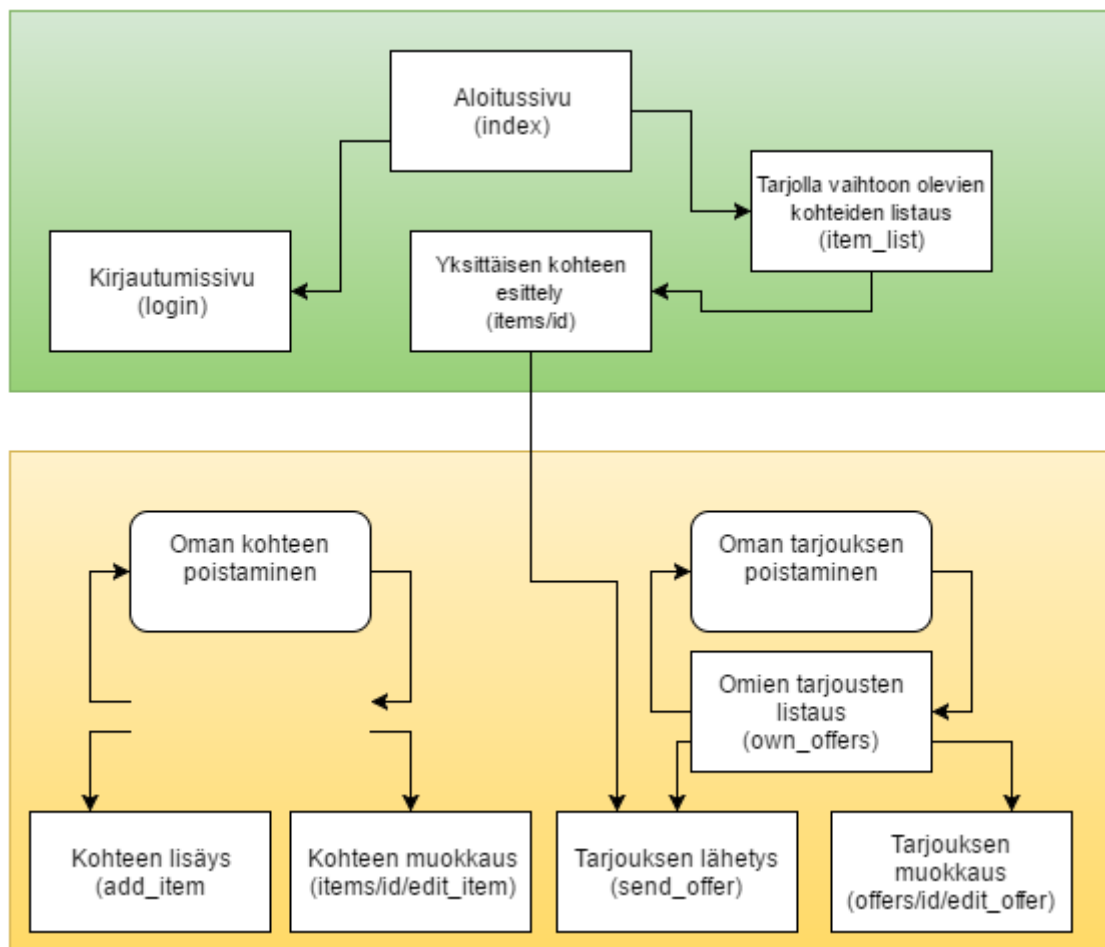 Aloitussivu
(index)
Tarjolla vaihtoon olevien
kohteiden listaus
(item_list)
Kirjautumissivu
(login)
Yksittäisen kohteen
esittely
(items/id)
Oman kohteen
poistaminen
Oman tarjouksen
poistaminen
Omien tarjousten
listaus
(own_offers)
Kohteen lisäys
(add_item
Kohteen muokkaus
(items/id/edit_item)
Tarjouksen lähetys
(send_offer)
Tarjouksen
muokkaus
(offers/id/edit_offer)